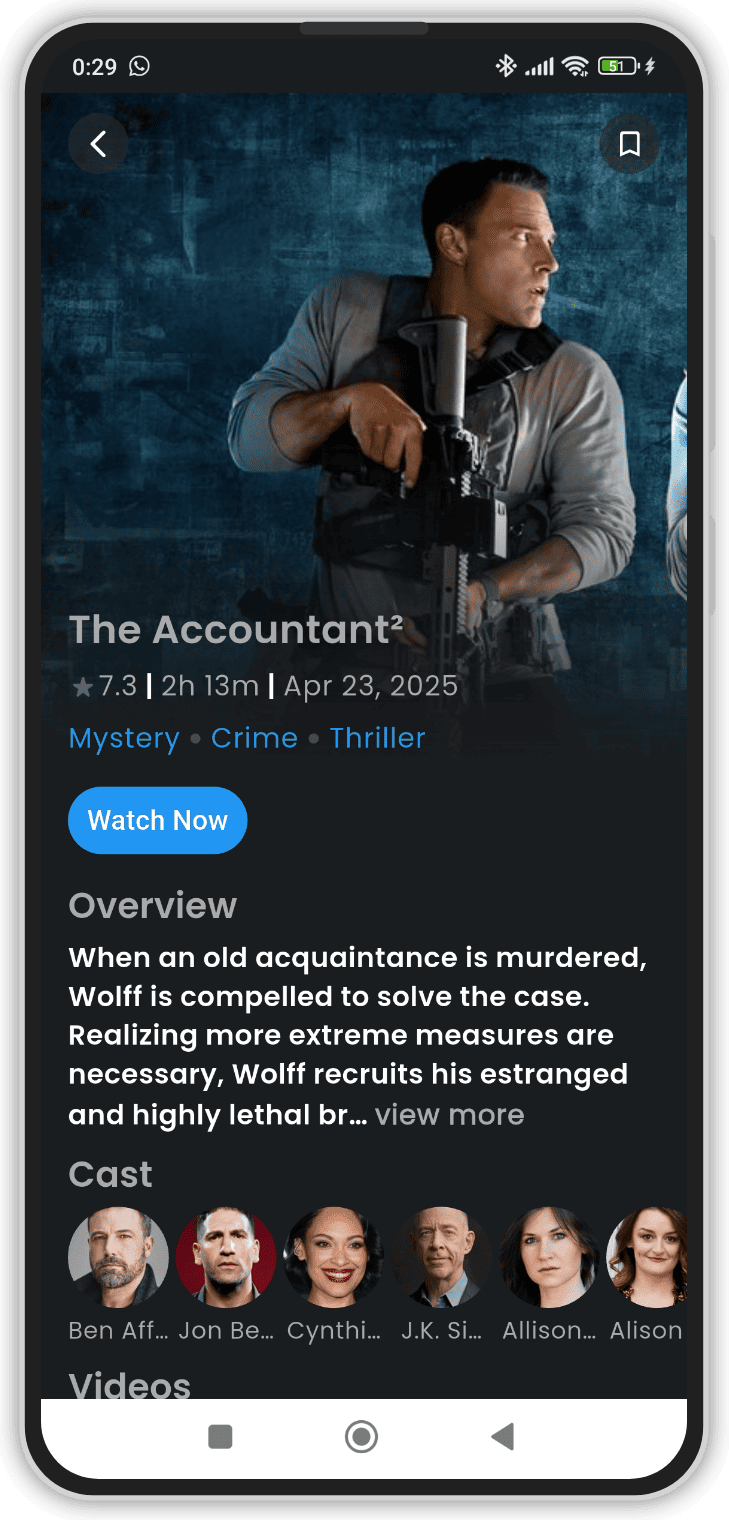 0:29
51
The Accountant²
7.3 | 2h 13m | Apr 23, 2025
Mystery • Crime • Thriller
Watch Now
Overview
When an old acquaintance is murdered,
Wolff is compelled to solve the case.
Realizing more extreme measures are
necessary, Wolff recruits his estranged
and highly lethal br... view more
Cast
Ben Aff... Jon Be... Cynthi... J.K. Si... Allison... Alison
Videos